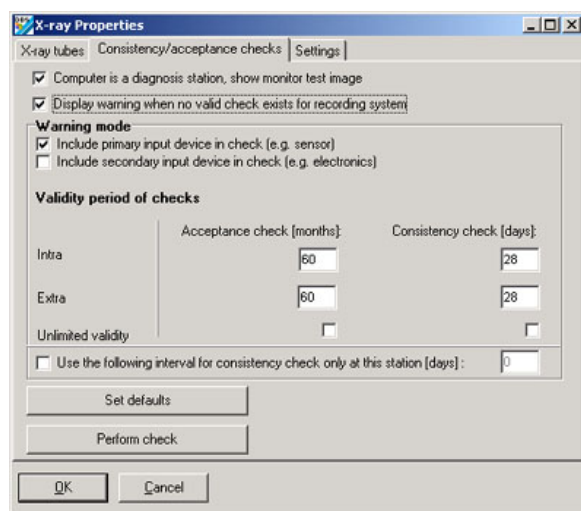 X-ray Properties
X-ray tubes Consistency/acceptance checks Settings
Computer is a diagnosis station, show monitor test image
Display warning when no valid check exists for recording system
Warning mode
Include primary input device in check (e.g. sensor)
Include secondary input device in check (e.g. electronics)
Validity period of checks
Acceptance check [months]: Consistency check [days]:
Intra 60 28
Extra 60 28
Unlimited validity
Use the following interval for consistency check only at this station [days] : 0
Set defaults
Perform check
OK Cancel